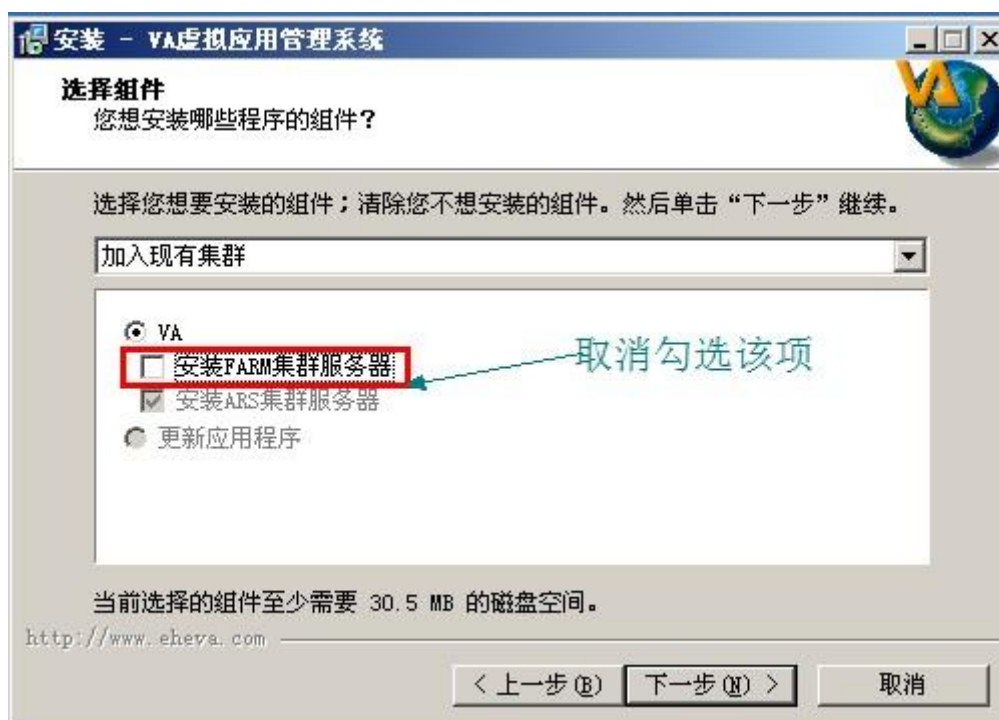 安装 - VA虚拟应用管理系统
选择组件
您想安装哪些程序的组件?
VA
选择您想要安装的组件；清除您不想安装的组件。然后单击“下一步”继续。
加入现有集群
VA
安装FARM集群服务器
取消勾选该项
安装ARS集群服务器
更新应用程序
当前选择的组件至少需要 30.5 MB 的磁盘空间。
http://www.eheva.com
< 上一步(B)
下一步(N) >
取消